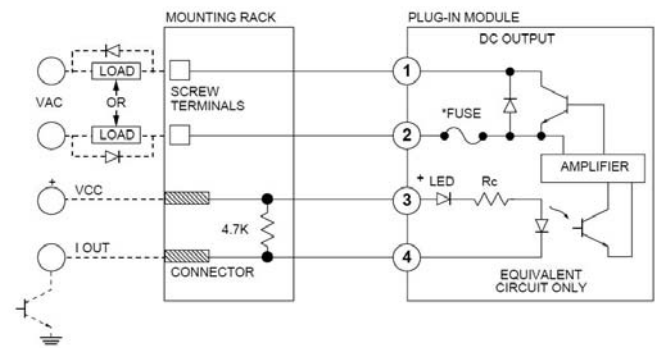 MOUNTING RACK
PLUG-IN MODULE
DC OUTPUT
LOAD
1
SCREW
TERMINALS
VAC
OR
*FUSE
LOAD
2
AMPLIFIER
+
VCC
+
LED
Rc
3
4.7K
I OUT
4
CONNECTOR
EQUIVALENT
CIRCUIT ONLY